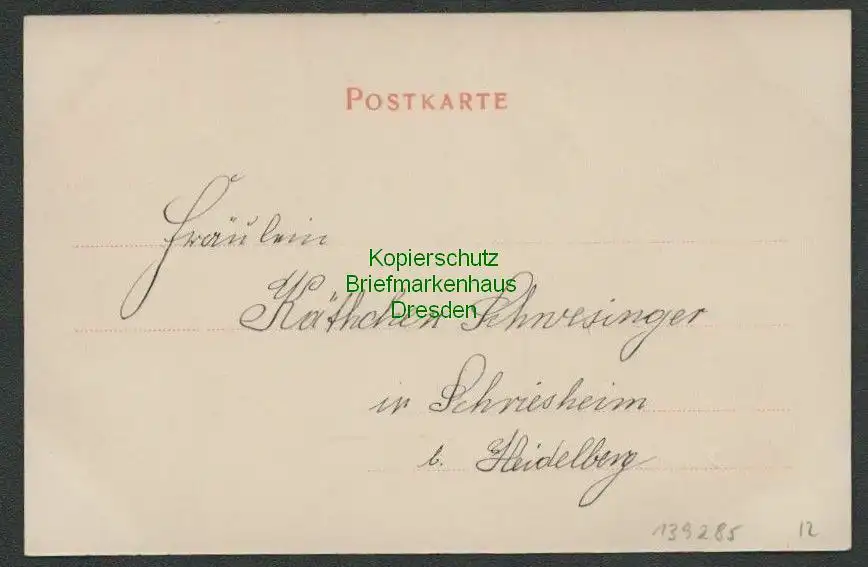 POSTKARTE
Fräulein
Kopierschutz
Briefmarkenhaus
Dresden
Käthchen Schwesinger
in Schriesheim
b. Heidelberg
139285 12